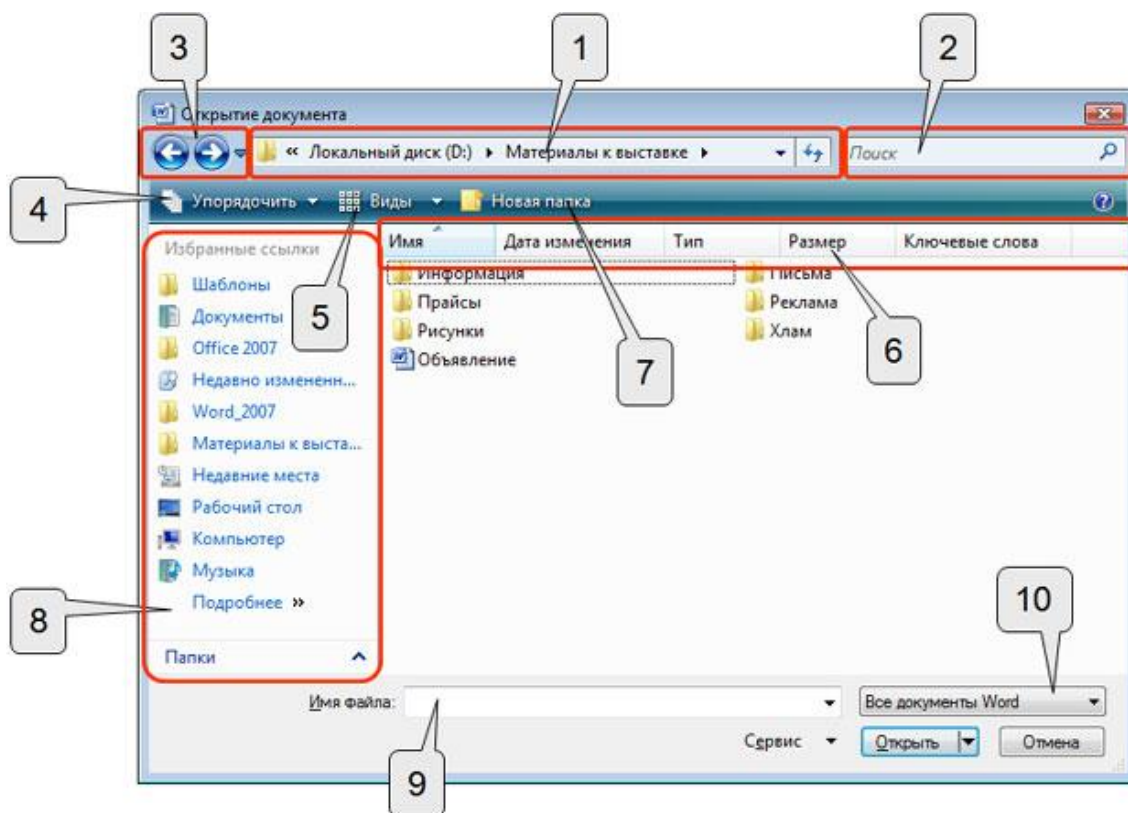 3 1 2
Открытие документа
« Локальный диск (D:) Материалы к выставке Поиск
4
Упорядочить Виды Новая папка ?
Избранные ссылки
Имя Дата изменения Тип Размер Ключевые слова
Шаблоны
Документы
Office 2007
Недавно измененн...
Word_2007
Материалы к выста...
Недавние места
Рабочий стол
Компьютер
Музыка
Подробнее »
Папки
Информация Письма
Прайсы Реклама
Рисунки Хлам
Объявление
5 7 6
8
10
Имя файла: Все документы Word
Сервис Открыть Отмена
9